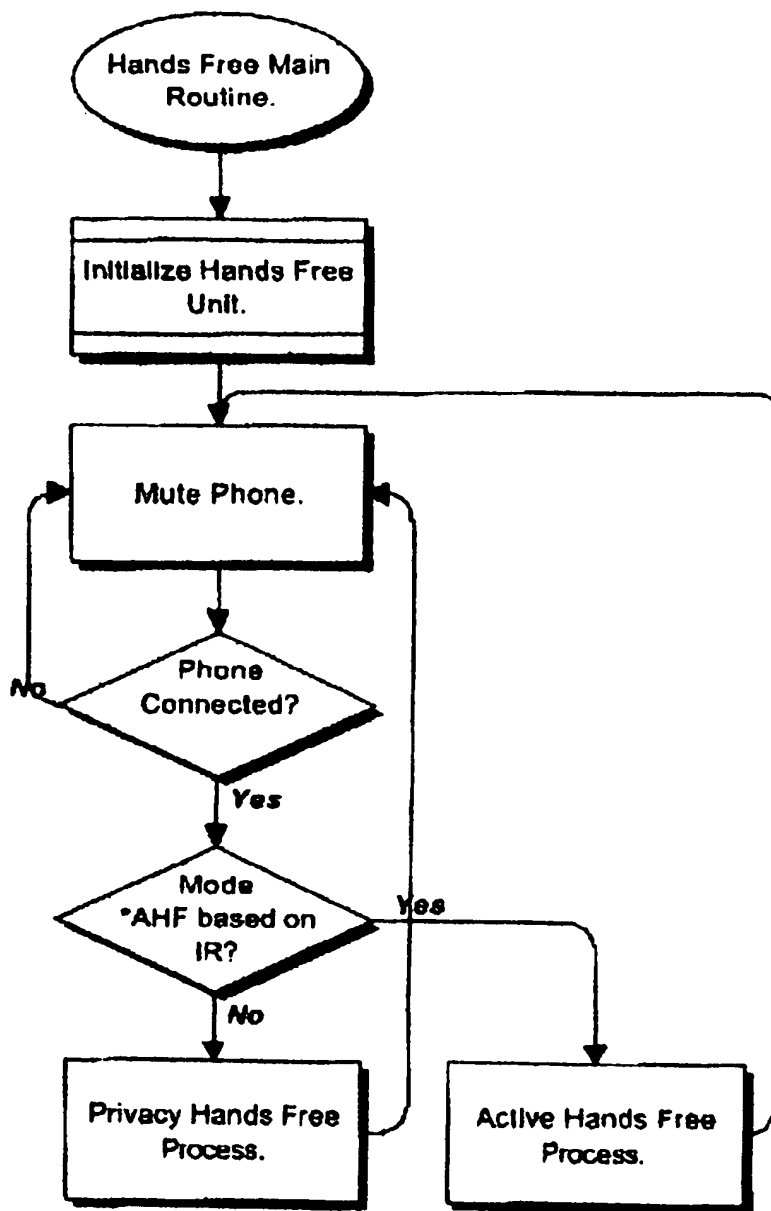 Hands Free Main
Routine.
Initialize Hands Free
Unit.
Mute Phone.
Phone
Connected?
No
Yes
Mode
*AHF based on
IR?
Yes
No
Privacy Hands Free
Process.
Active Hands Free
Process.